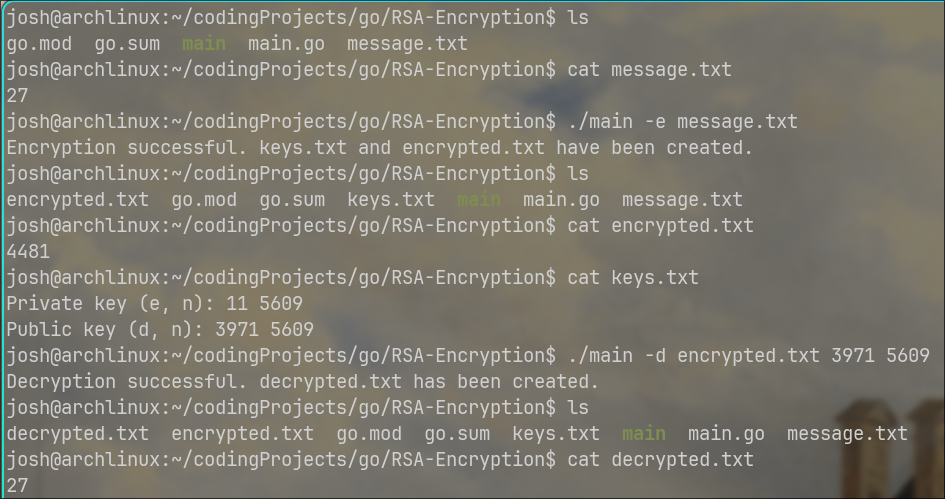 josh@archlinux:~/codingProjects/go/RSA-Encryption$ ls
go.mod  go.sum  main  main.go  message.txt
josh@archlinux:~/codingProjects/go/RSA-Encryption$ cat message.txt
27
josh@archlinux:~/codingProjects/go/RSA-Encryption$ ./main -e message.txt
Encryption successful. keys.txt and encrypted.txt have been created.
josh@archlinux:~/codingProjects/go/RSA-Encryption$ ls
encrypted.txt  go.mod  go.sum  keys.txt  main  main.go  message.txt
josh@archlinux:~/codingProjects/go/RSA-Encryption$ cat encrypted.txt
4481
josh@archlinux:~/codingProjects/go/RSA-Encryption$ cat keys.txt
Private key (e, n): 11 5609
Public key (d, n): 3971 5609
josh@archlinux:~/codingProjects/go/RSA-Encryption$ ./main -d encrypted.txt 3971 5609
Decryption successful. decrypted.txt has been created.
josh@archlinux:~/codingProjects/go/RSA-Encryption$ ls
decrypted.txt  encrypted.txt  go.mod  go.sum  keys.txt  main  main.go  message.txt
josh@archlinux:~/codingProjects/go/RSA-Encryption$ cat decrypted.txt
27